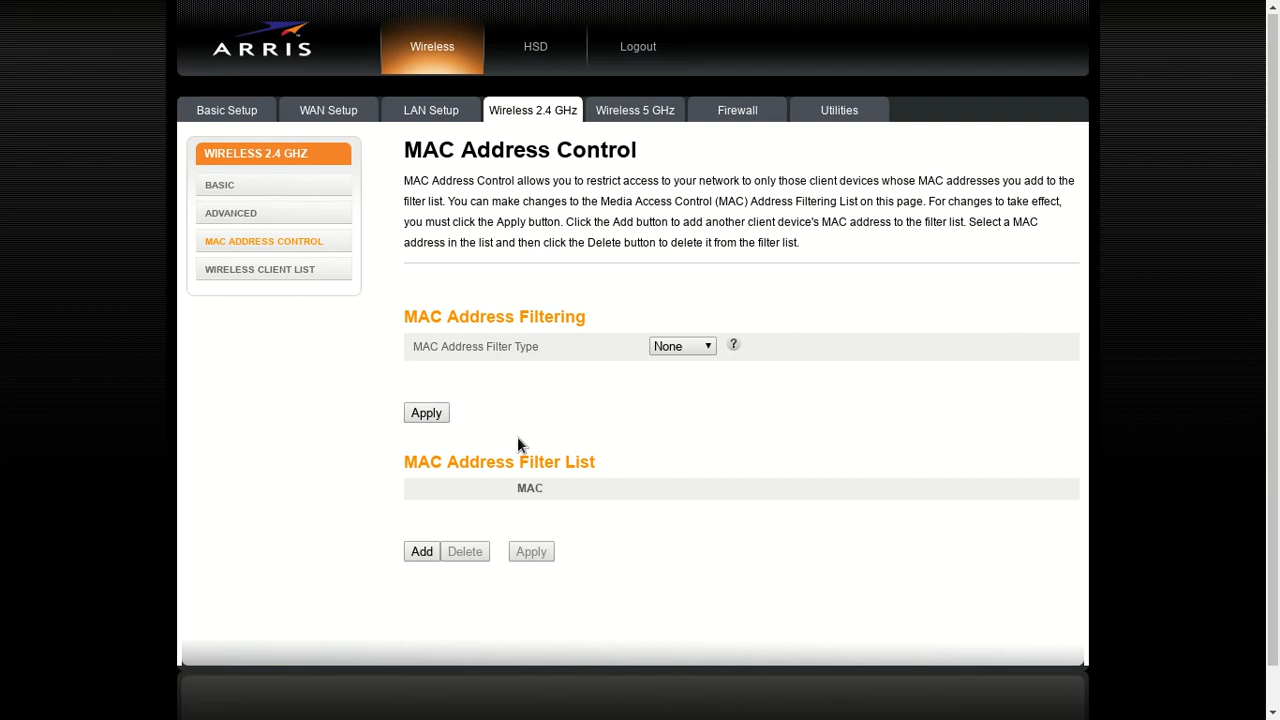 ARRIS
Wireless
HSD
Logout
Basic Setup
WAN Setup
LAN Setup
Wireless 2.4 GHz
Wireless 5 GHz
Firewall
Utilities
WIRELESS 2.4 GHZ
BASIC
ADVANCED
MAC ADDRESS CONTROL
WIRELESS CLIENT LIST
MAC Address Control
MAC Address Control allows you to restrict access to your network to only those client devices whose MAC addresses you add to the
filter list. You can make changes to the Media Access Control (MAC) Address Filtering List on this page. For changes to take effect,
you must click the Apply button. Click the Add button to add another client device's MAC address to the filter list. Select a MAC
address in the list and then click the Delete button to delete it from the filter list.
MAC Address Filtering
MAC Address Filter Type
None
?
Apply
MAC Address Filter List
MAC
Add
Delete
Apply